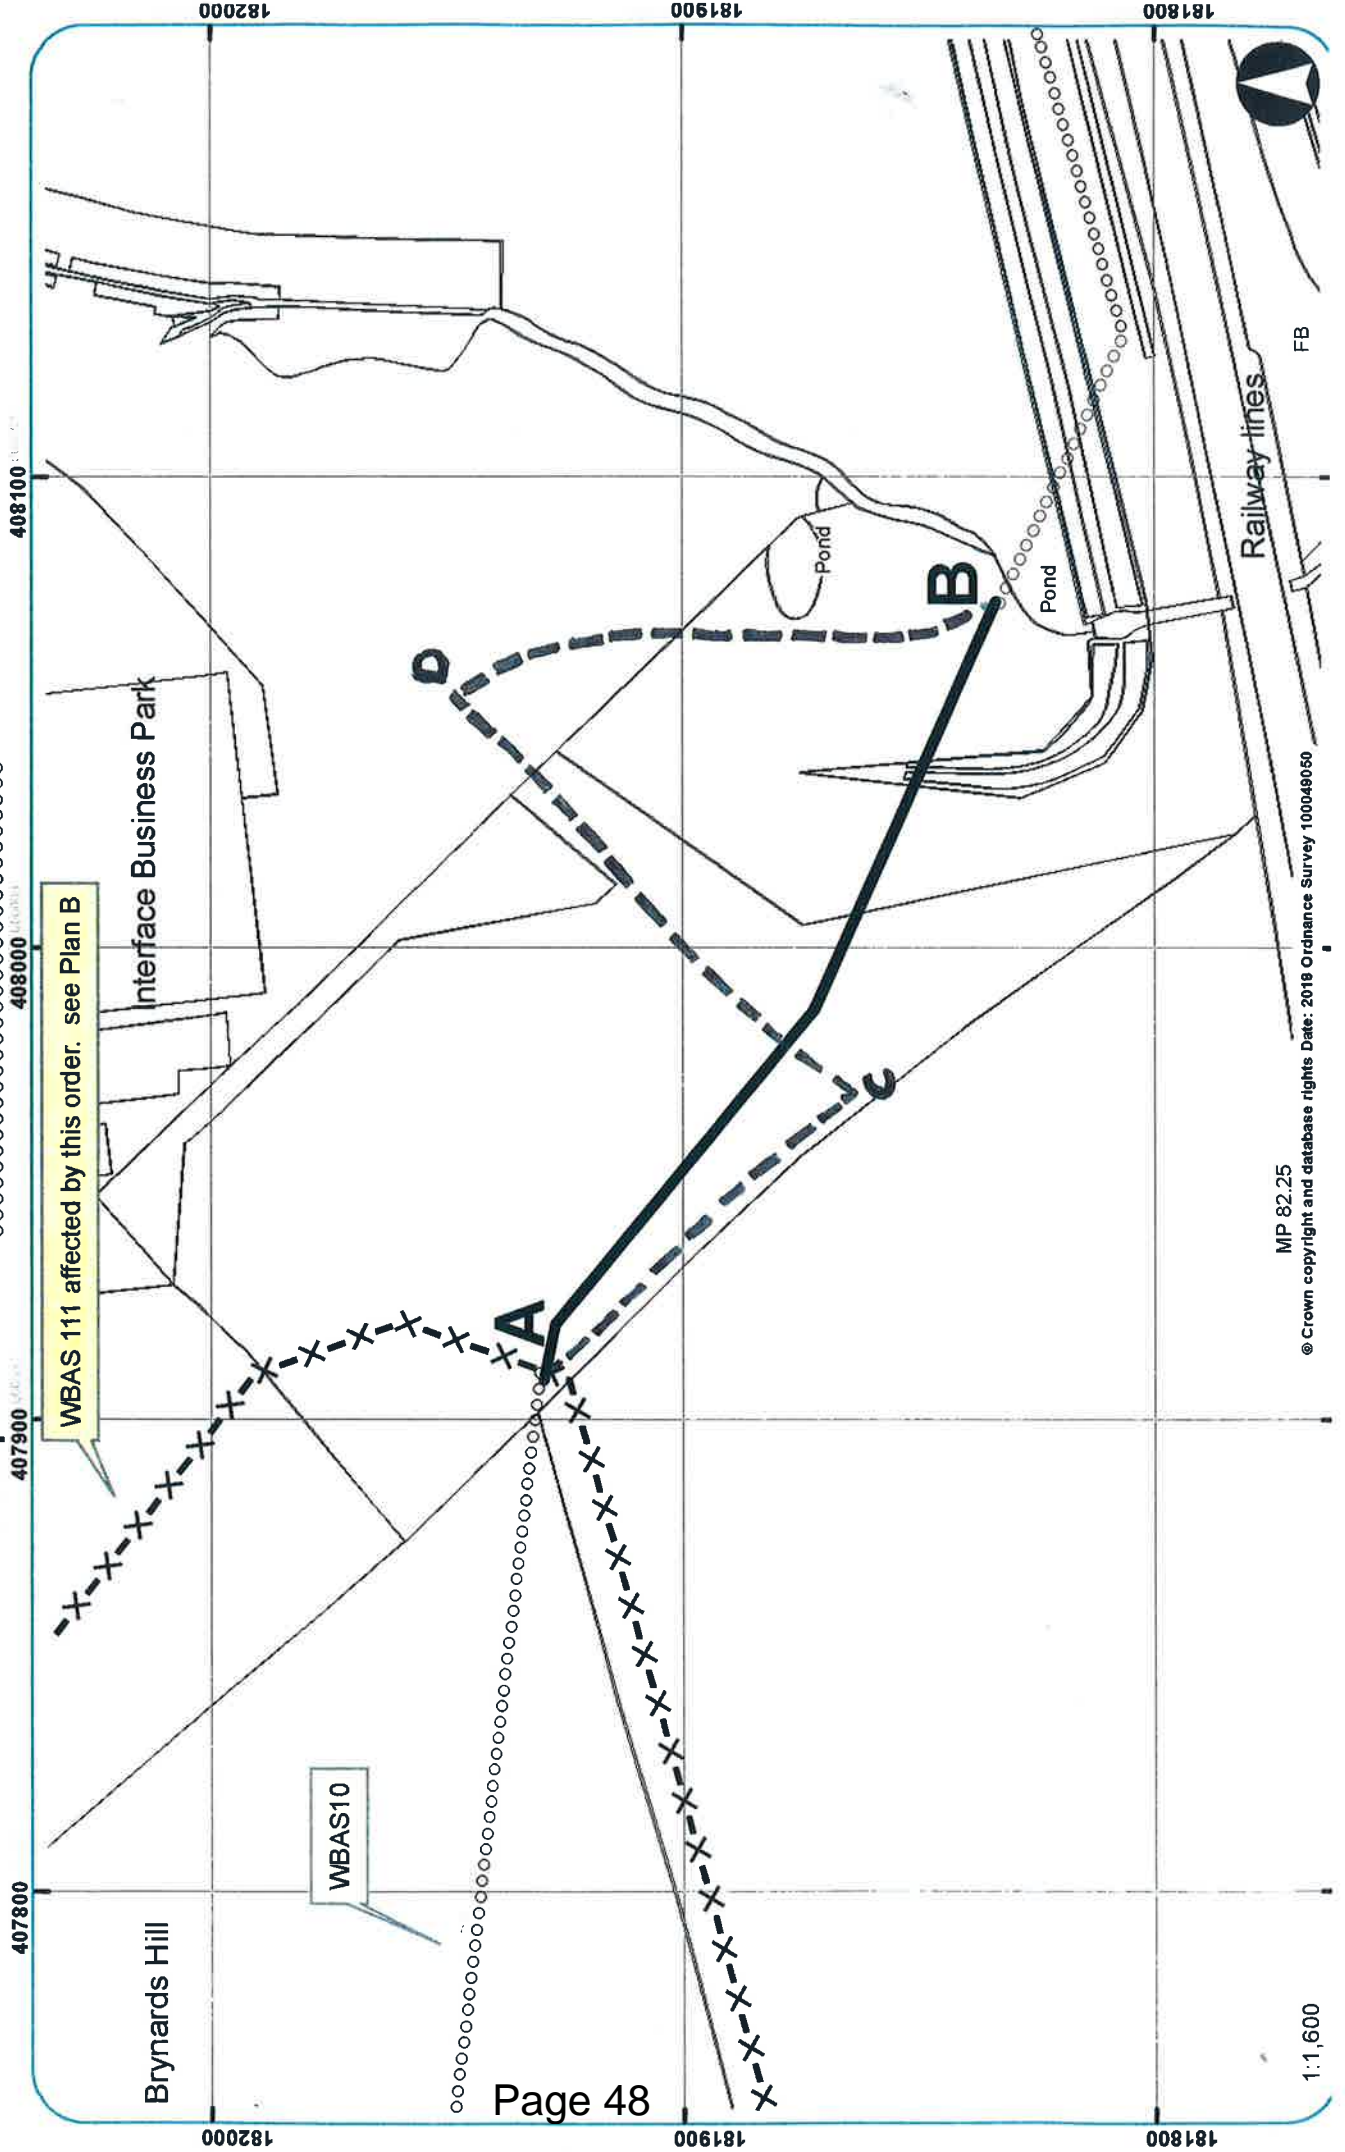 182000
181900
181800
407800
407900
408000
408100
Brynards Hill
WBAS 111 affected by this order. see Plan B
Interface Business Park
WBAS10
A
B
C
D
Pond
Pond
Railway lines
FB
MP 82.25
© Crown copyright and database rights Date: 2019 Ordnance Survey 100049050
1:1,600
182000
181900
181800
Page 48